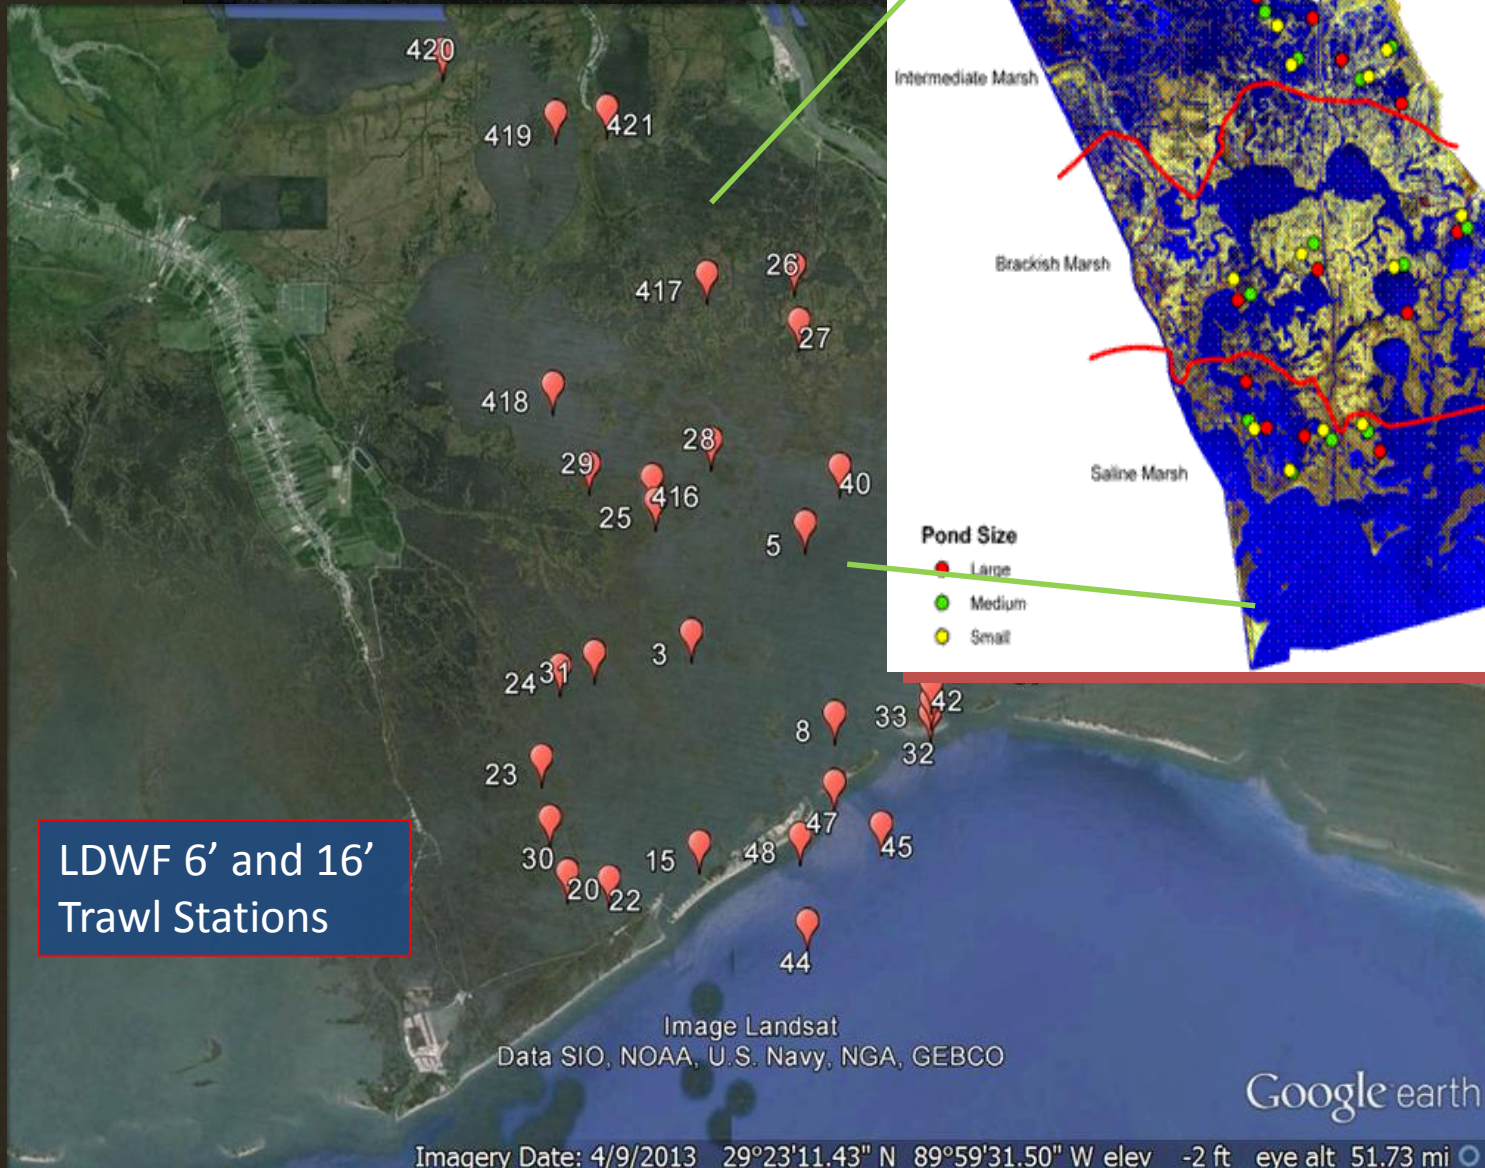 420
419
421
417
26
27
418
28
29
416
25
40
5
3
24
31
8
33
42
32
23
47
45
30
15
48
20
22
44
Intermediate Marsh
Brackish Marsh
Saline Marsh
Pond Size
Large
Medium
Small
LDWF 6’ and 16’
Trawl Stations
Image Landsat
Data SIO, NOAA, U.S. Navy, NGA, GEBCO
Google earth
Imagery Date: 4/9/2013 29°23'11.43" N 89°59'31.50" W elev -2 ft eye alt 51.73 mi